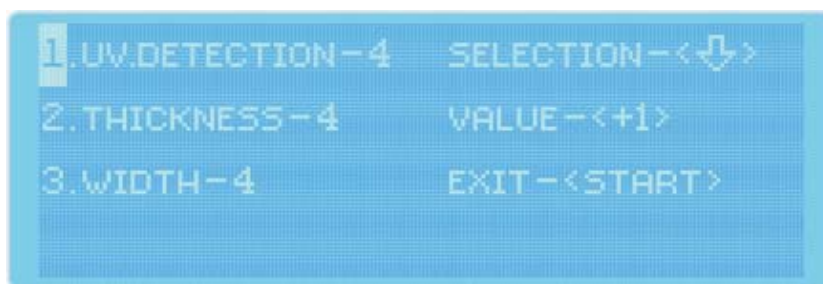 1.UV.DETECTION-4 SELECTION-<⇩>
2.THICKNESS-4 VALUE-<+1>
3.WIDTH-4 EXIT-<START>